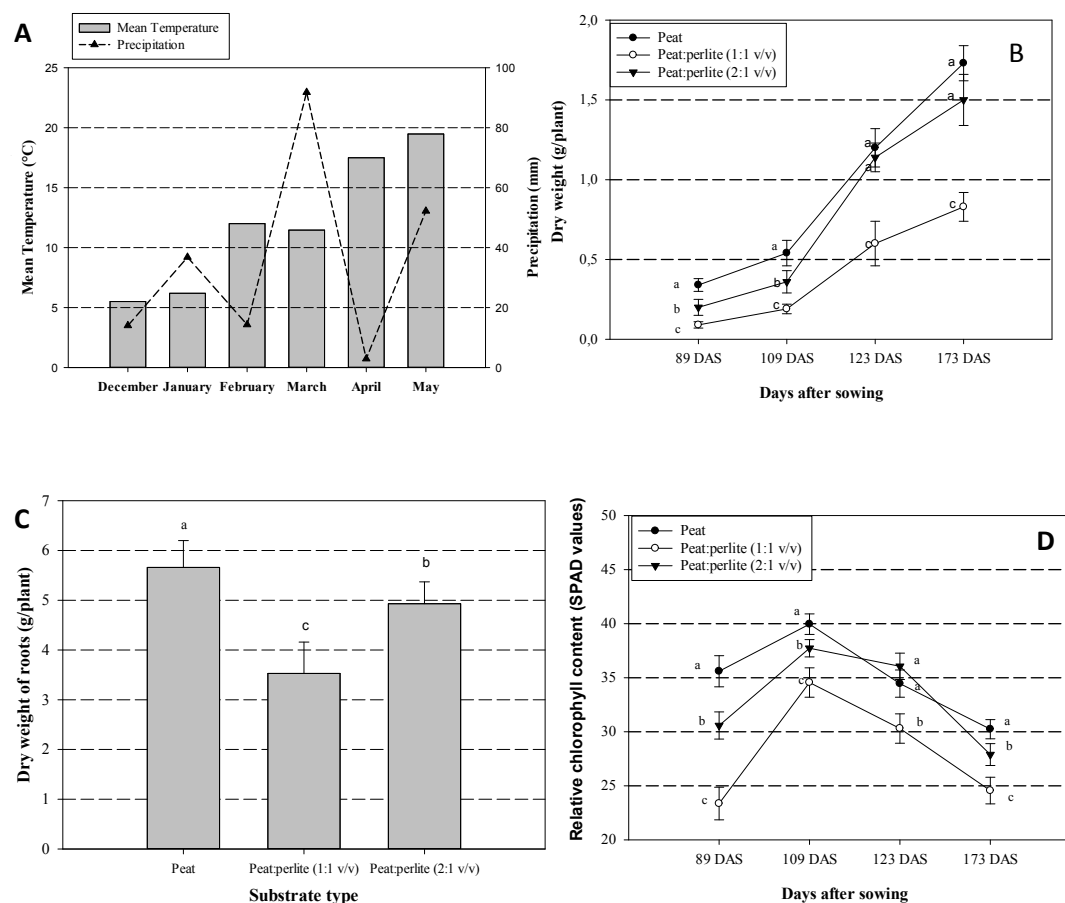 A
Mean Temperature
Precipitation
25
20
15
10
5
0
Mean Temperature (°C)
100
80
60
40
20
0
Precipitation (mm)
December January February March April May
B
Peat
Peat:perlite (1:1 v/v)
Peat:perlite (2:1 v/v)
2,0
1,5
1,0
0,5
0,0
Dry weight (g/plant)
a
b
c
a
b
c
a
a
c
a
a
c
89 DAS 109 DAS 123 DAS 173 DAS
Days after sowing
C
7
6
5
4
3
2
1
0
Dry weight of roots (g/plant)
a
c
b
Peat Peat:perlite (1:1 v/v) Peat:perlite (2:1 v/v)
Substrate type
D
Peat
Peat:perlite (1:1 v/v)
Peat:perlite (2:1 v/v)
50
45
40
35
30
25
20
Relative chlorophyll content (SPAD values)
a
b
c
a
b
c
a
a
b
a
b
c
89 DAS 109 DAS 123 DAS 173 DAS
Days after sowing